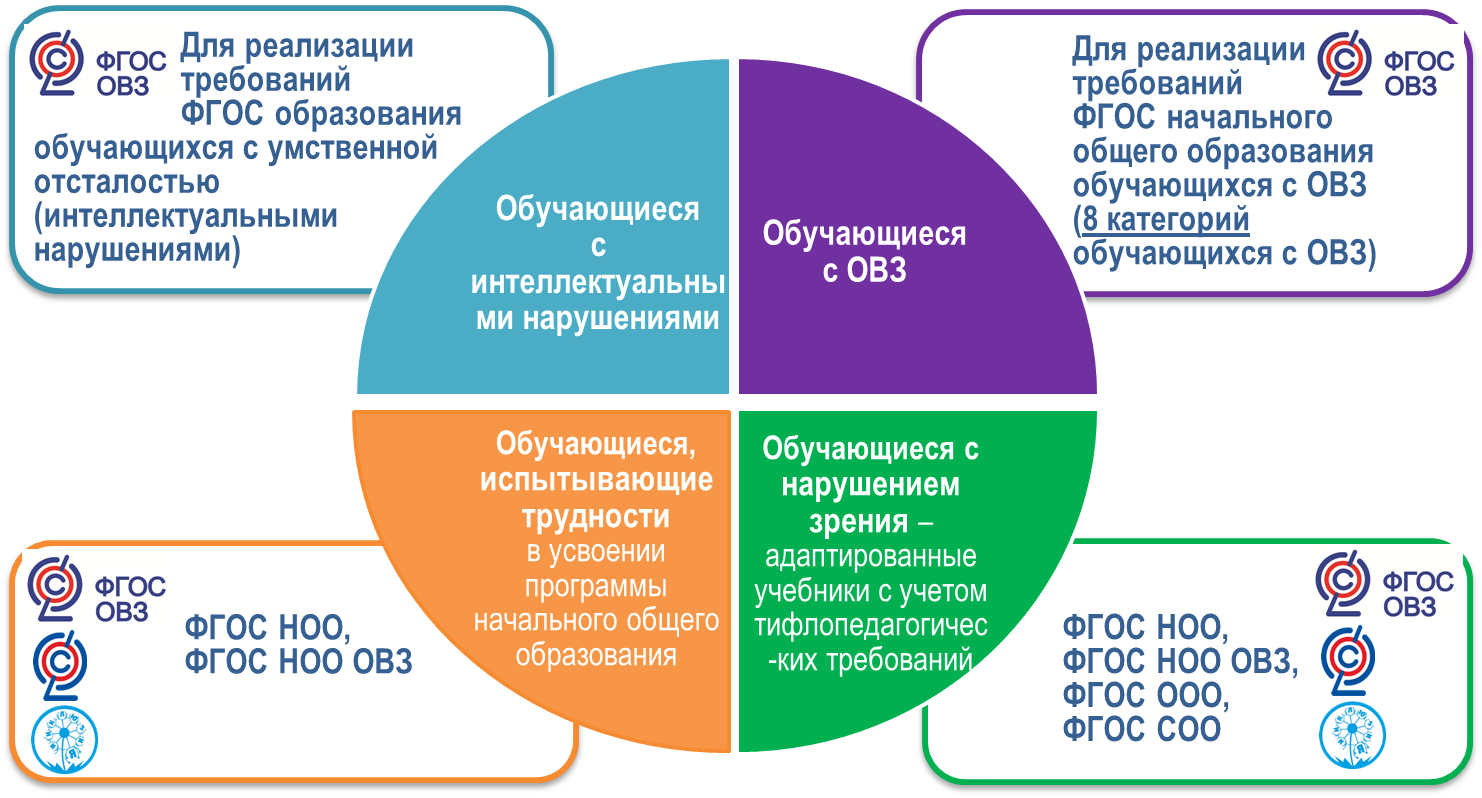 ФГОС
ОВЗ
Для реализации
требований
ФГОС образования
обучающихся с умственной
отсталостью
(интеллектуальными
нарушениями)
Для реализации
требований
ФГОС начального
общего образования
обучающихся с ОВЗ
(8 категорий
обучающихся с ОВЗ)
ФГОС
ОВЗ
Обучающиеся
с
интеллектуальны
ми нарушениями
Обучающиеся
с ОВЗ
Обучающиеся,
испытывающие
трудности
в усвоении
программы
начального общего
образования
Обучающиеся с
нарушением
зрения –
адаптированные
учебники с учетом
тифлопедагогичес
-ких требований
ФГОС
ОВЗ
ФГОС НОО,
ФГОС НОО ОВЗ
ФГОС НОО,
ФГОС НОО ОВЗ,
ФГОС ООО,
ФГОС СОО
ФГОС
ОВЗ